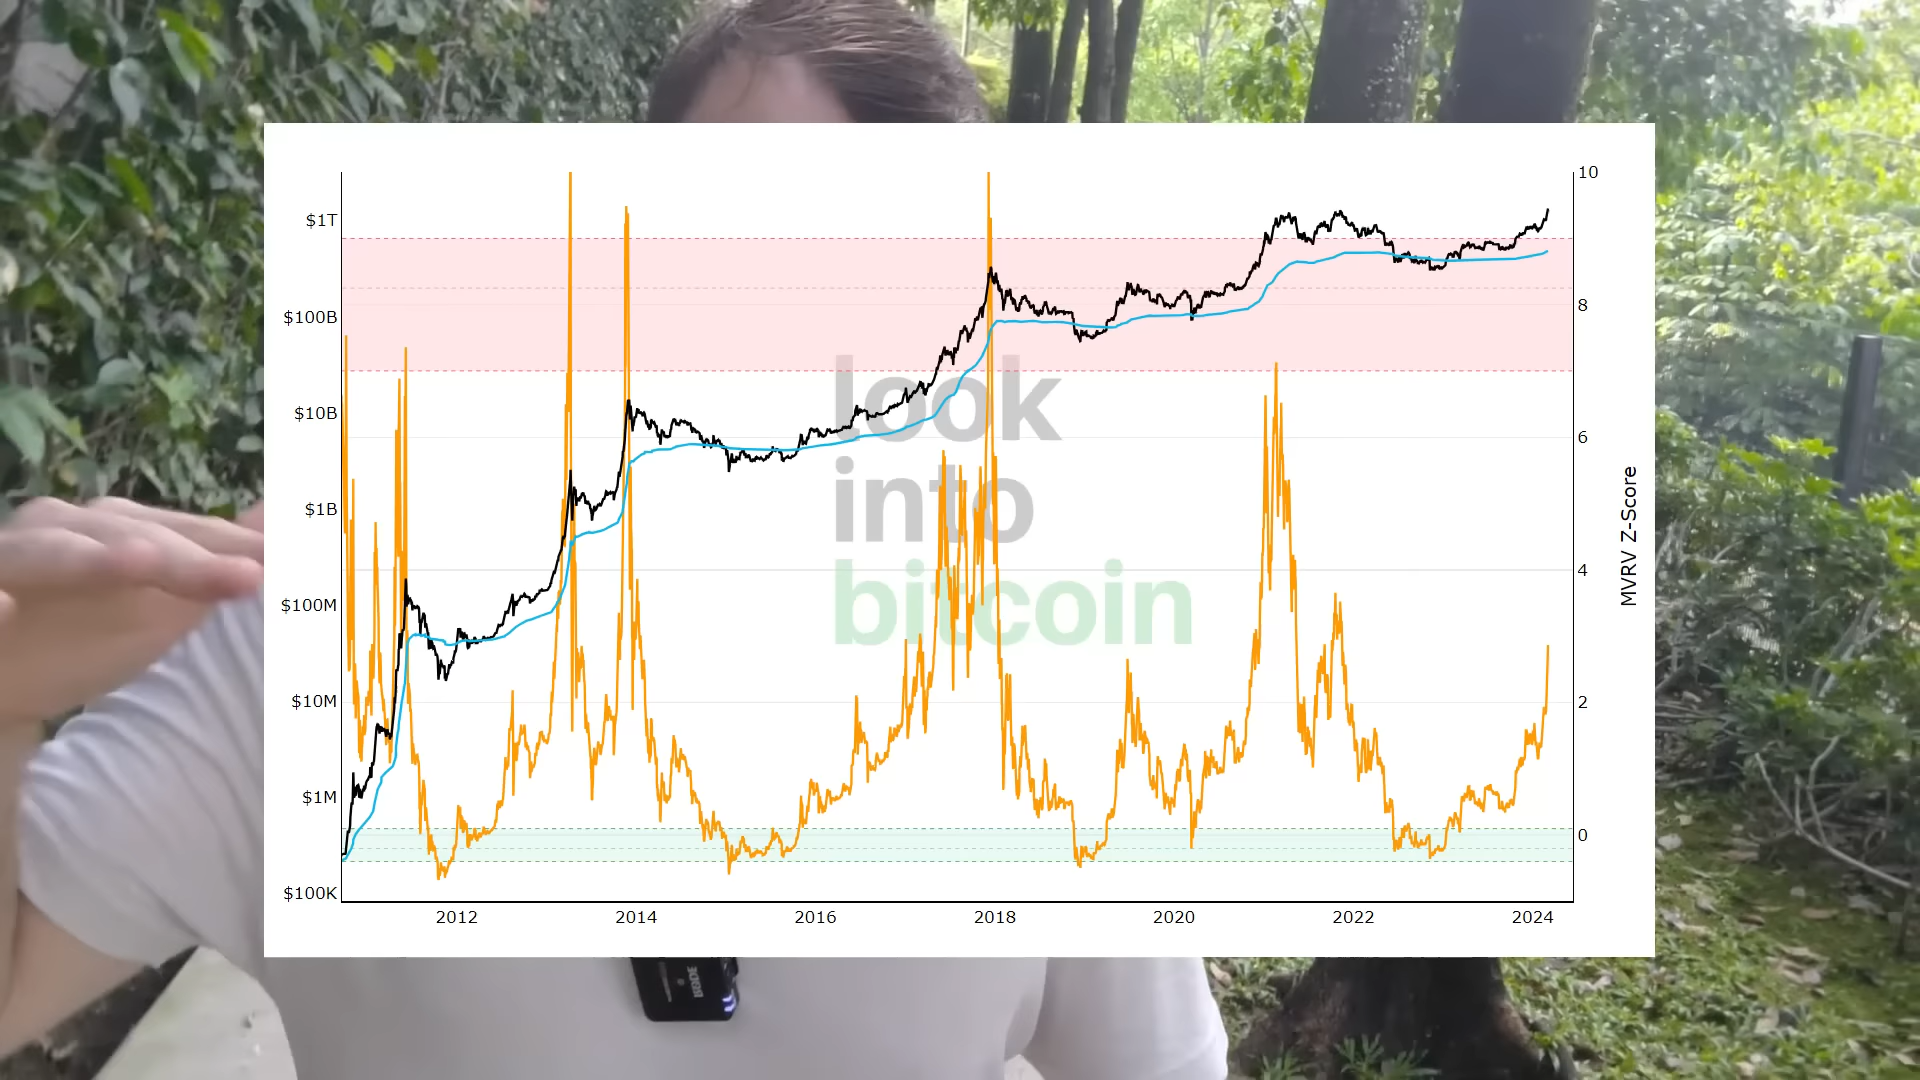 10
$1T
8
$100B
look
$10B
6
into
$1B
MVRV Z-Score
bitcoin
4
$100M
$10M
2
$1M
0
$100K
2012 2014 2016 2018 2020 2022 2024
RØDE